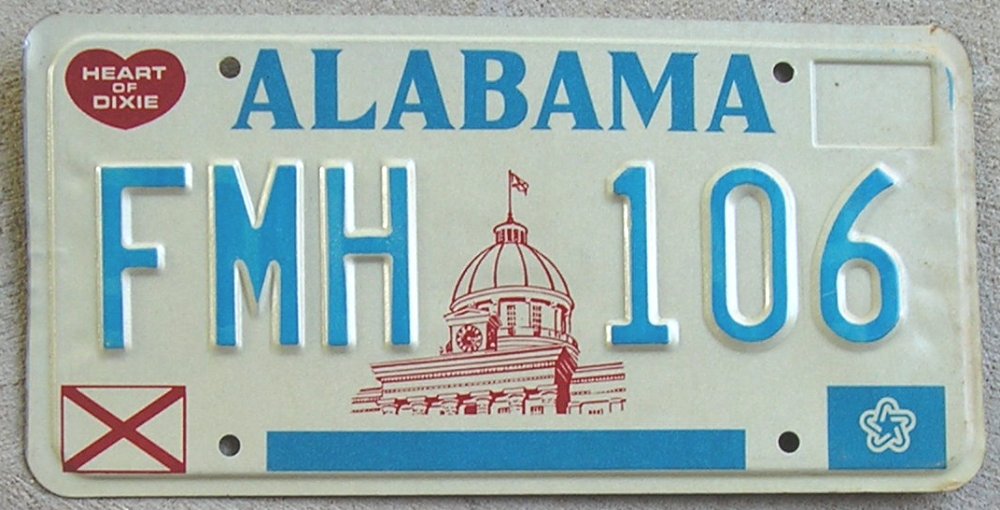 HEART
OF
DIXIE
ALABAMA
FMH 106